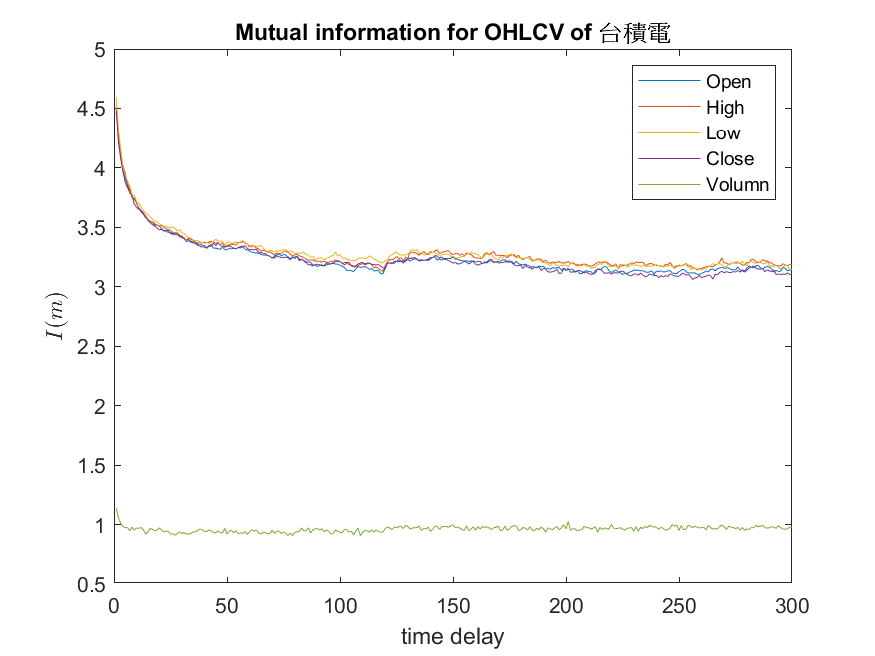 Mutual information for OHLCV of 台積電
5
4.5
4
3.5
3
2.5
2
1.5
1
0.5
I(m)
0 50 100 150 200 250 300
time delay
Open
High
Low
Close
Volumn